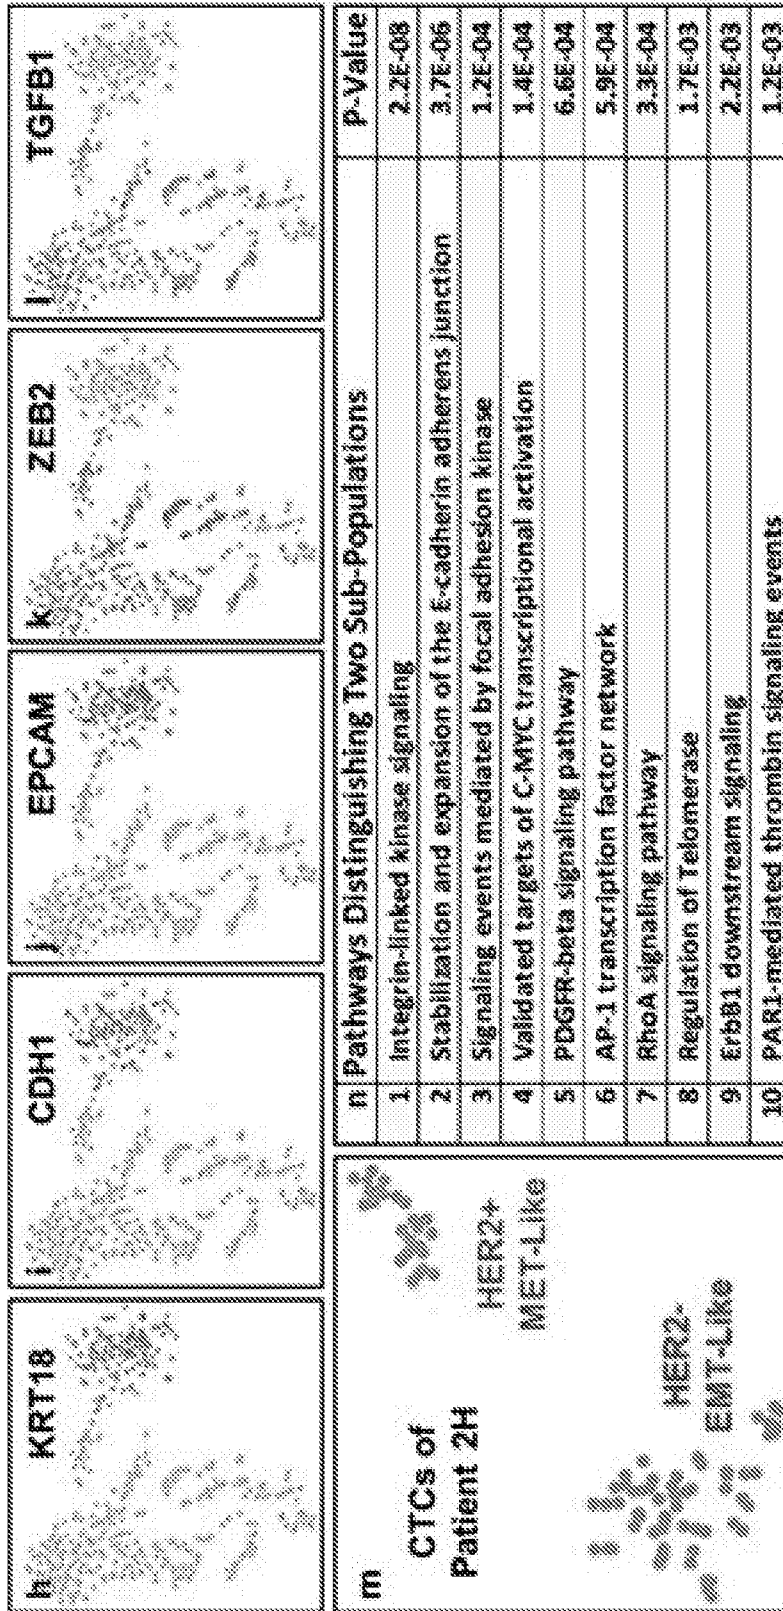 h KRT18
i CDH1
j EPCAM
k ZEB2
l TGFB1
m
CTCs of
Patient 2H
HER2+
MET-Like
HER2-
EMT-Like
n Pathways Distinguishing Two Sub-Populations P-Value
1 Integrin-linked kinase signaling 2.2E-08
2 Stabilization and expansion of the E-cadherin adherens junction 3.7E-06
3 Signaling events mediated by focal adhesion kinase 1.2E-04
4 Validated targets of C-MYC transcriptional activation 1.4E-04
5 PDGFR-beta signaling pathway 6.6E-04
6 AP-1 transcription factor network 5.9E-04
7 RhoA signaling pathway 3.3E-04
8 Regulation of Telomerase 1.7E-03
9 ErbB1 downstream signaling 2.2E-03
10 PAR1-mediated thrombin signaling events 1.2E-03